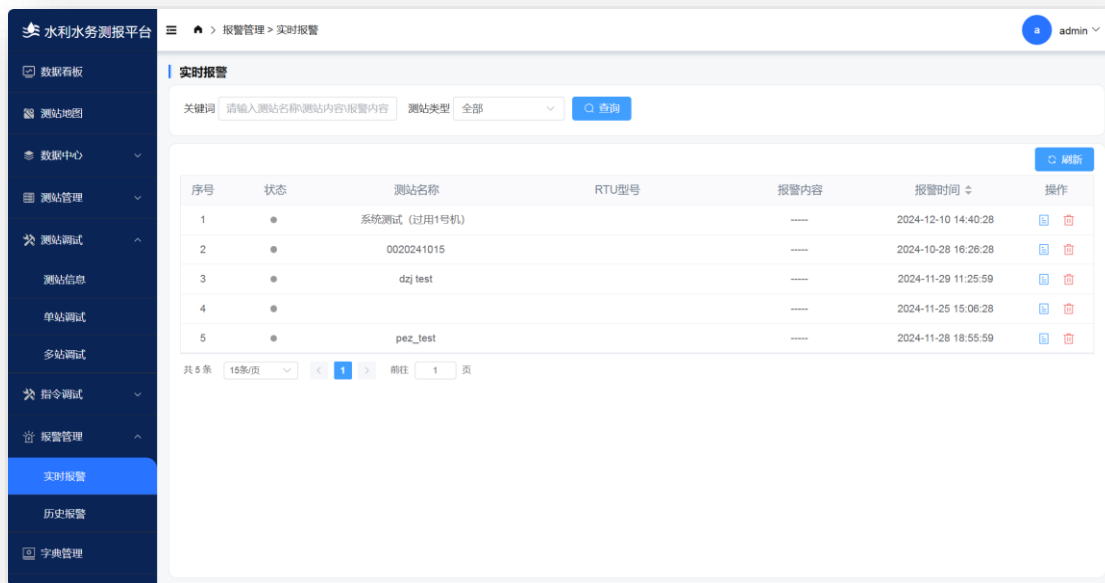 水利水务测报平台
报警管理 > 实时报警
a
admin
数据看板
测站地图
数据中心
测站管理
测站调试
测站信息
单站调试
多站调试
指令调试
报警管理
实时报警
历史报警
字典管理
实时报警
关键词 请输入测站名称\测站内容\报警内容 测站类型 全部 查询
刷新
序号 状态 测站名称 RTU型号 报警内容 报警时间 操作
1 系统测试（过用1号机） ----- 2024-12-10 14:40:28
2 0020241015 ----- 2024-10-28 16:26:28
3 dzj test ----- 2024-11-29 11:25:59
4 ----- 2024-11-25 15:06:28
5 pez_test ----- 2024-11-28 18:55:59
共 5 条 15条/页 < 1 > 前往 1 页